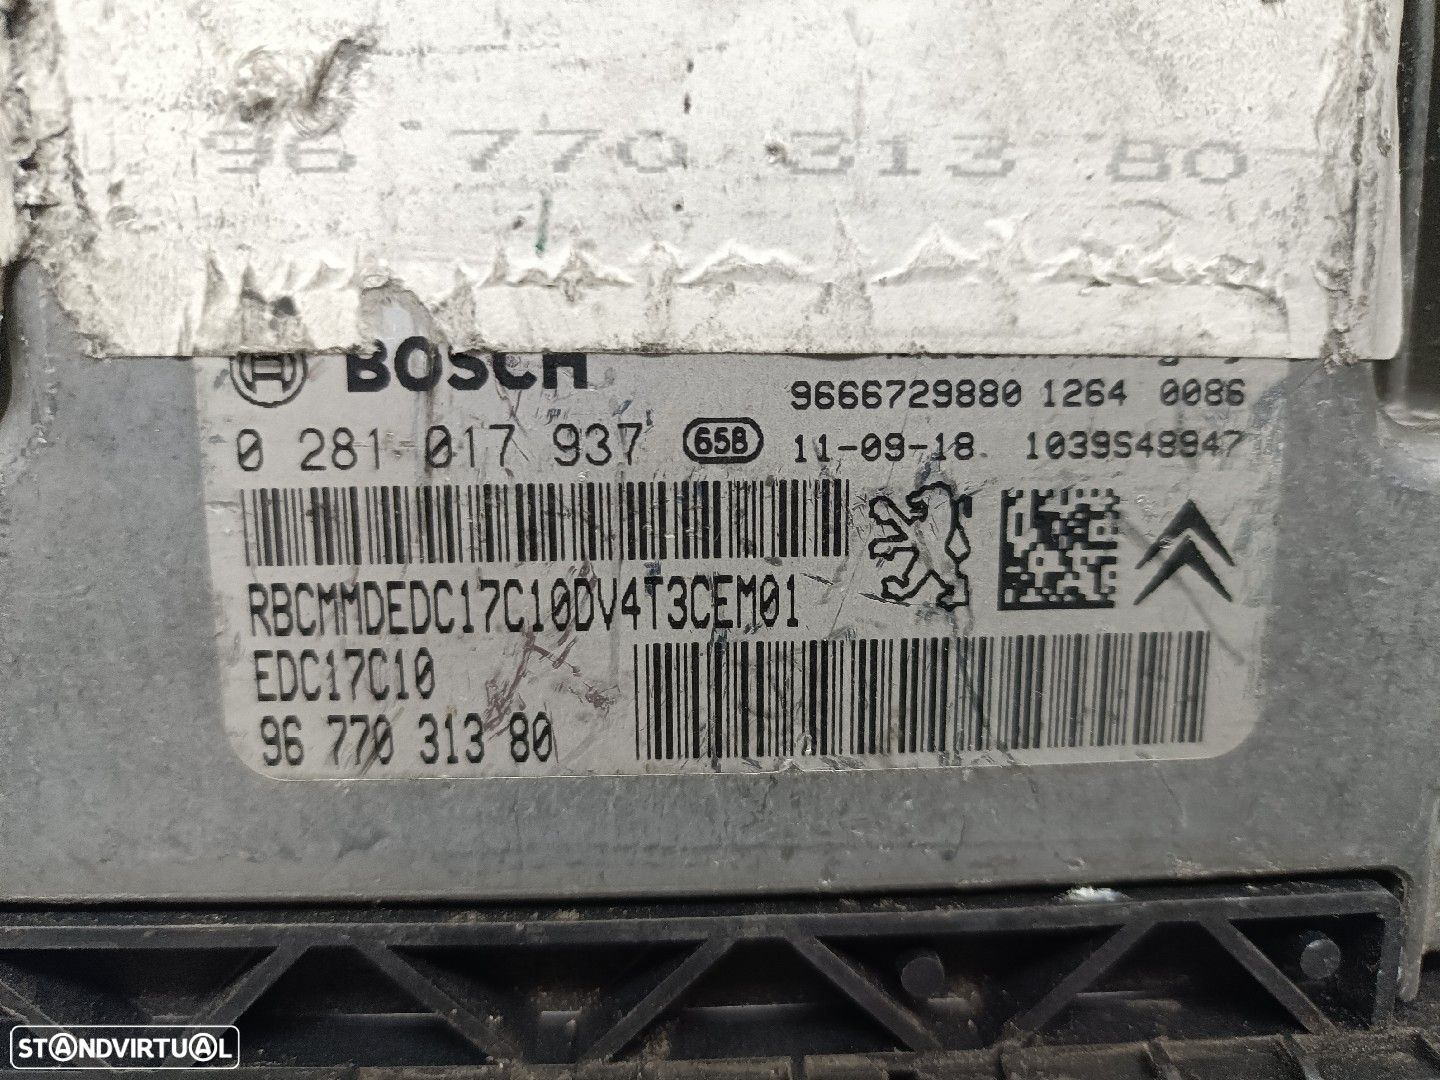 96 770 313 80
BOSCH
9666729880 1264 0086
0 281 017 937 65B 11-09-18 1039S48947
RBCMMDEDC17C10DV4T3CEM01
EDC17C10
96 770 313 80
STANDVIRTUAL